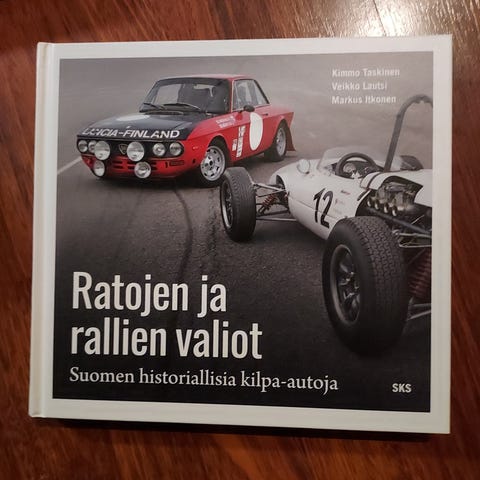 Kimmo Taskinen
Veikko Lautsi
Markus Itkonen
LANCIA-FINLAND
12
Ratojen ja
rallien valiot
Suomen historiallisia kilpa-autoja
SKS